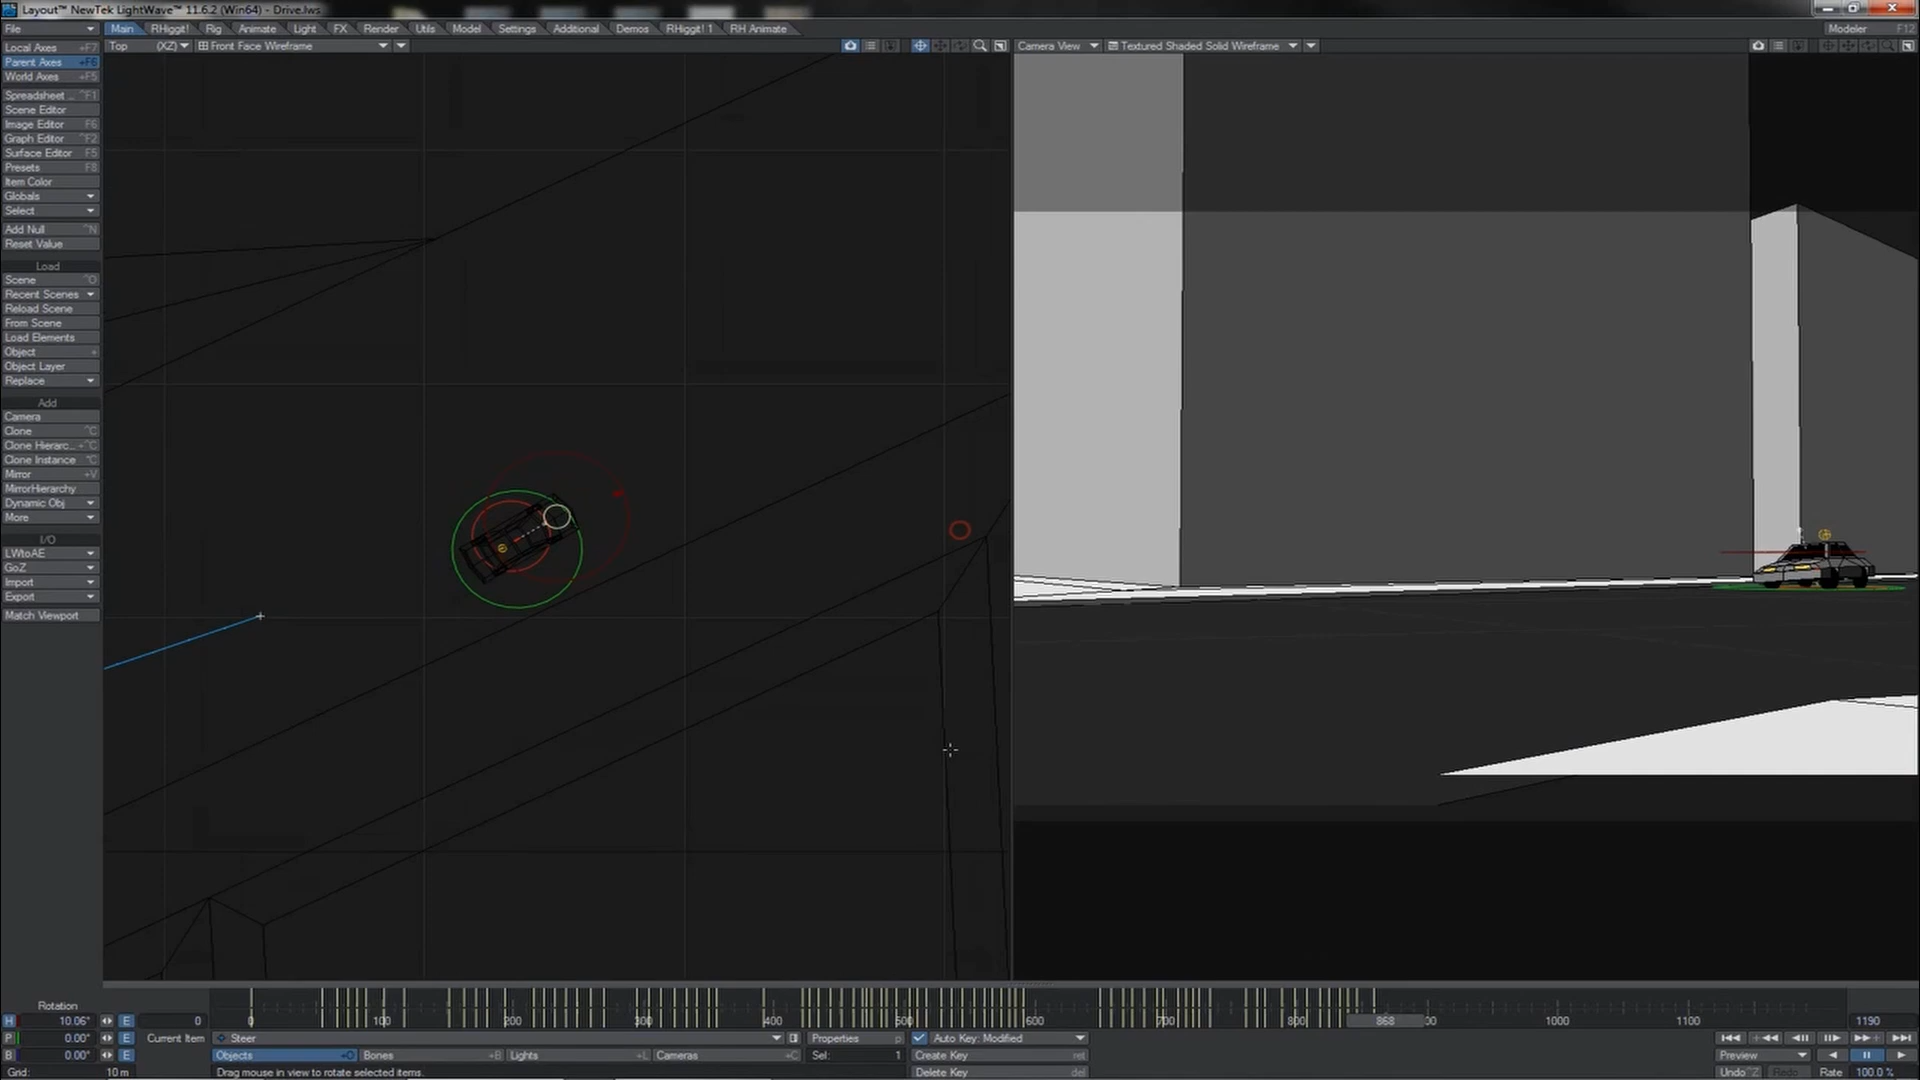 Layout™ NewTek LightWave™ 11.6.2 (Win64) - Drive.lws
File Main RHiggit! Rig Animate Light FX Render Utils Model Settings Additional Demos RHiggit! 1 RH Animate Modeler F12
Top (XZ) Front Face Wireframe Camera View Textured Shaded Solid Wireframe
Local Axes +F7
Parent Axes +F6
World Axes +F5
Spreadsheet ... ^F1
Scene Editor
Image Editor F6
Graph Editor ^F2
Surface Editor F5
Presets F8
Item Color
Globals
Select
Add Null ^N
Reset Value
Load
Scene ^O
Recent Scenes
Reload Scene
From Scene
Load Elements
Object +
Object Layer
Replace
Add
Camera
Clone ^C
Clone Hierarc... +^C
Clone Instance
Mirror +V
MirrorHierarchy
Dynamic Obj
More
I/O
LWtoAE
GoZ
Import
Export
Match Viewport
Rotation
H 10.06° E 0 0 100 200 300 400 500 600 700 800 868 00 1000 1100 1190
P 0.00° E Current Item Steer Properties p Auto Key: Modified
B 0.00° E Objects +O Bones +B Lights +L Cameras +C Sel: 1 Create Key ret Preview
Grid: 10 m Drag mouse in view to rotate selected items. Delete Key del Undo ^Z Redo Rate 100.0 %